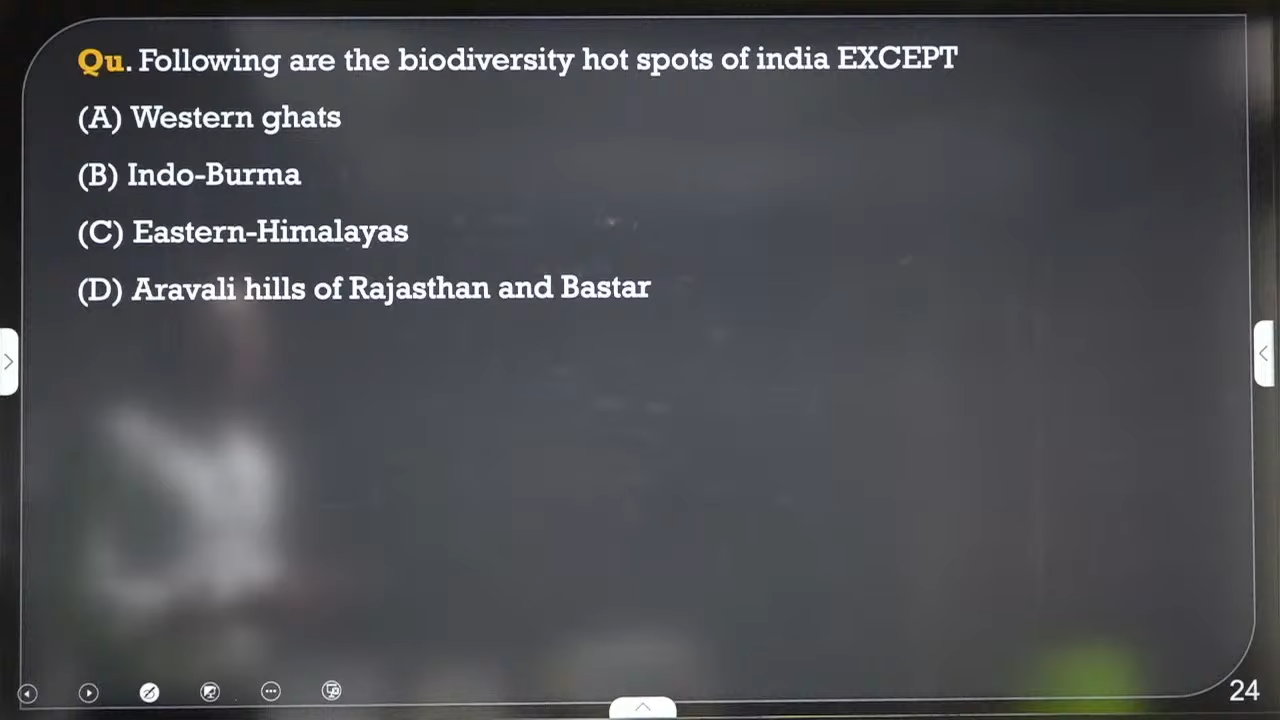 Qu. Following are the biodiversity hot spots of india EXCEPT
(A) Western ghats
(B) Indo-Burma
(C) Eastern-Himalayas
(D) Aravali hills of Rajasthan and Bastar
24